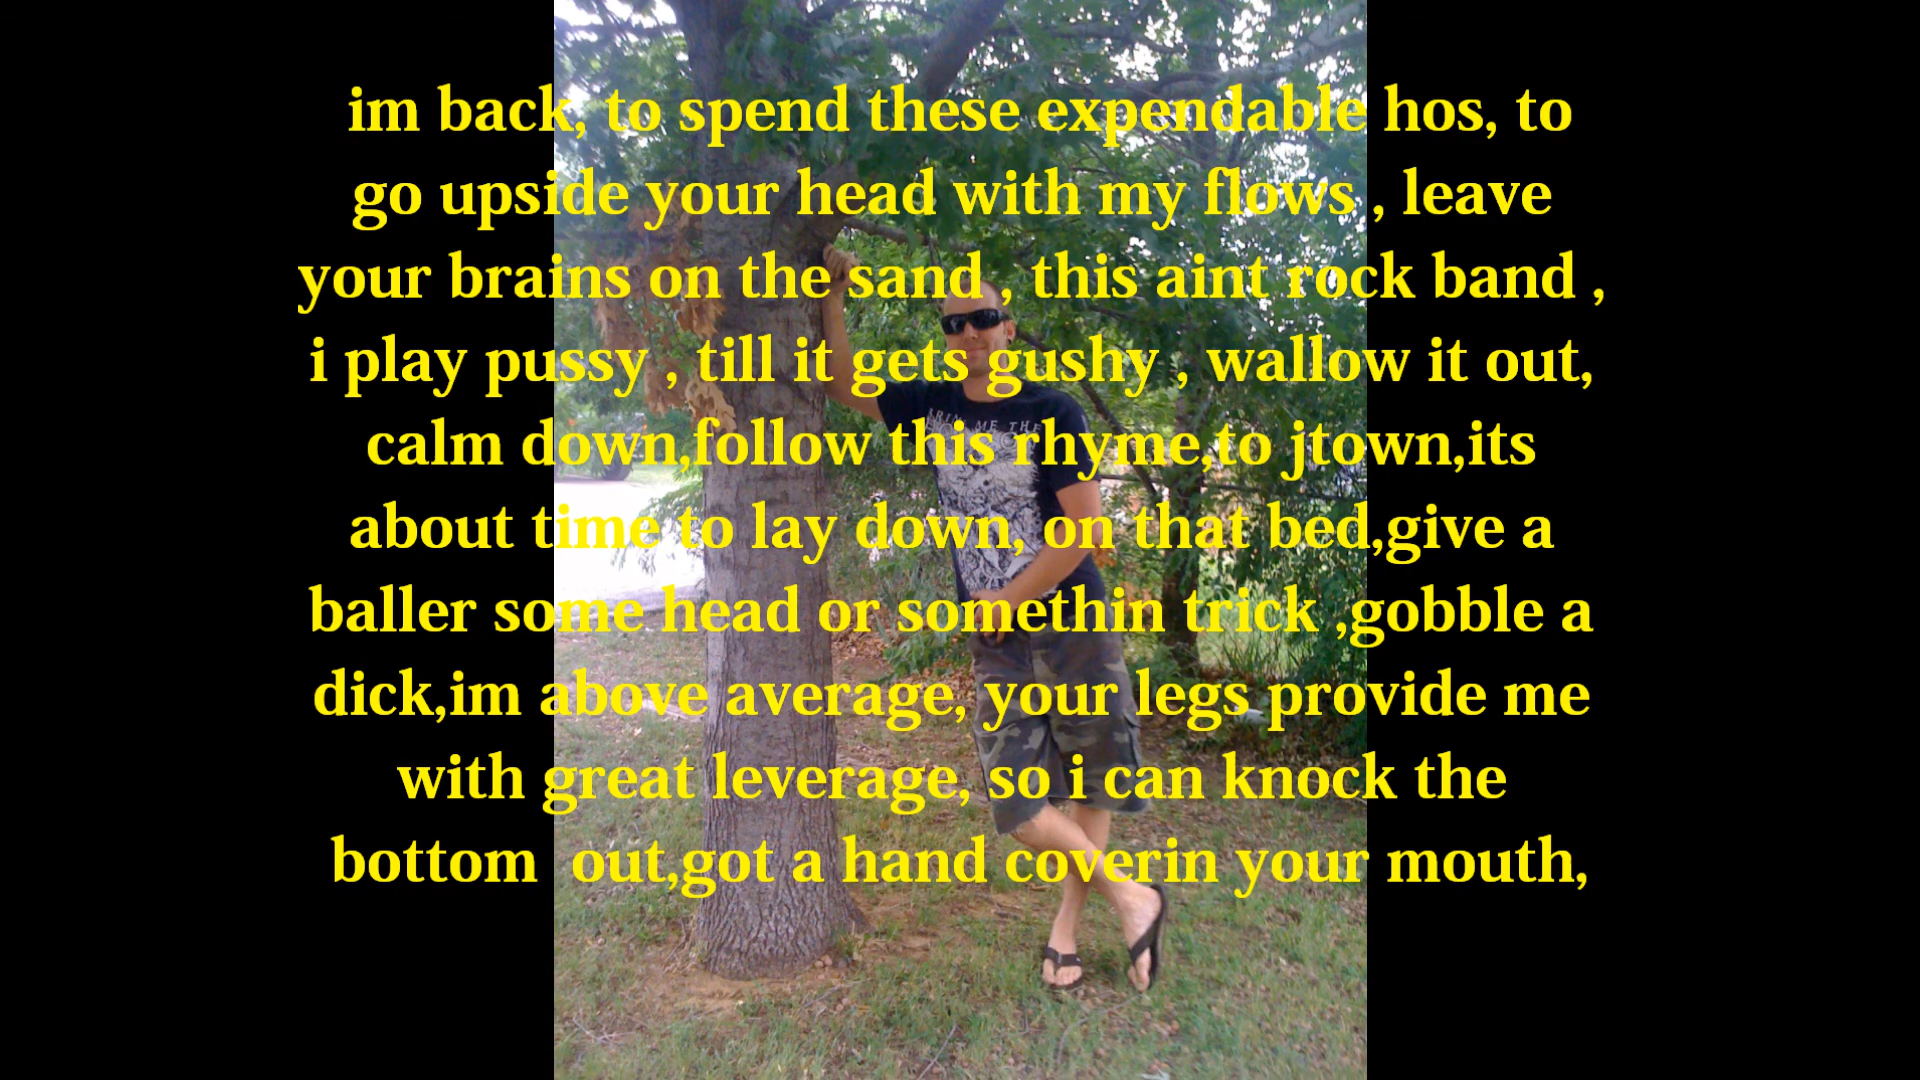 im back, to spend these expendable hos, to
go upside your head with my flows , leave
your brains on the sand , this aint rock band ,
i play pussy , till it gets gushy , wallow it out,
calm down,follow this rhyme,to jtown,its
about time to lay down, on that bed,give a
baller some head or somethin trick ,gobble a
dick,im above average, your legs provide me
with great leverage, so i can knock the
bottom  out,got a hand coverin your mouth,
BRING ME THE